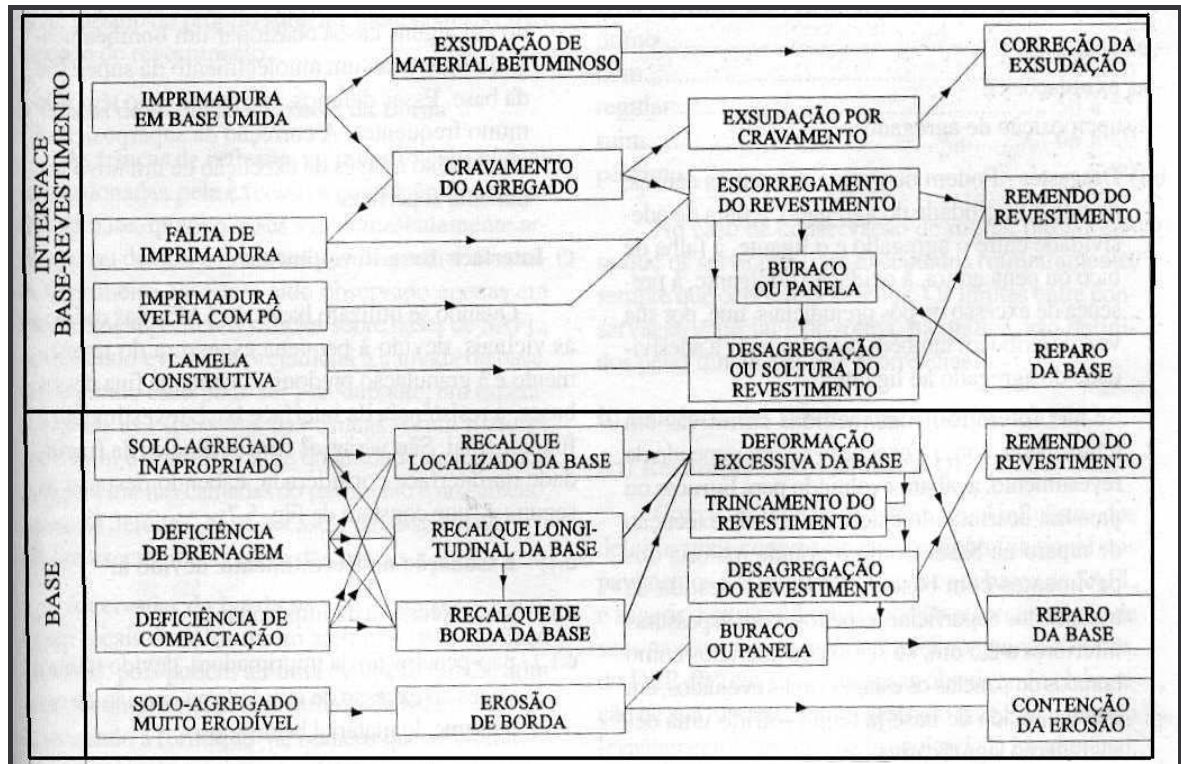 INTERFACE
BASE-REVESTIMENTO
EXSUDAÇÃO DE
MATERIAL BETUMINOSO
CORREÇÃO DA
EXSUDAÇÃO
IMPRIMADURA
EM BASE ÚMIDA
EXSUDAÇÃO POR
CRAVAMENTO
CRAVAMENTO
DO AGREGADO
ESCORREGAMENTO
DO REVESTIMENTO
REMENDO DO
REVESTIMENTO
FALTA DE
IMPRIMADURA
BURACO
OU PANELA
IMPRIMADURA
VELHA COM PÓ
LAMELA
CONSTRUTIVA
DESAGREGAÇÃO
OU SOLTURA DO
REVESTIMENTO
REPARO
DA BASE
BASE
SOLO-AGREGADO
INAPROPRIADO
RECALQUE
LOCALIZADO DA BASE
DEFORMAÇÃO
EXCESSIVA DA BASE
REMENDO DO
REVESTIMENTO
TRINCAMENTO DO
REVESTIMENTO
DEFICIÊNCIA
DE DRENAGEM
RECALQUE LONGI-
TUDINAL DA BASE
DESAGREGAÇÃO
DO REVESTIMENTO
DEFICIÊNCIA DE
COMPACTAÇÃO
RECALQUE DE
BORDA DA BASE
BURACO
OU PANELA
REPARO
DA BASE
SOLO-AGREGADO
MUITO ERODÍVEL
EROSÃO
DE BORDA
CONTENÇÃO
DA EROSÃO